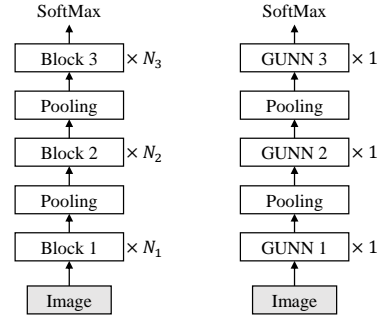 SoftMax
Block 3 × N₃
Pooling
Block 2 × N₂
Pooling
Block 1 × N₁
Image
SoftMax
GUNN 3 × 1
Pooling
GUNN 2 × 1
Pooling
GUNN 1 × 1
Image